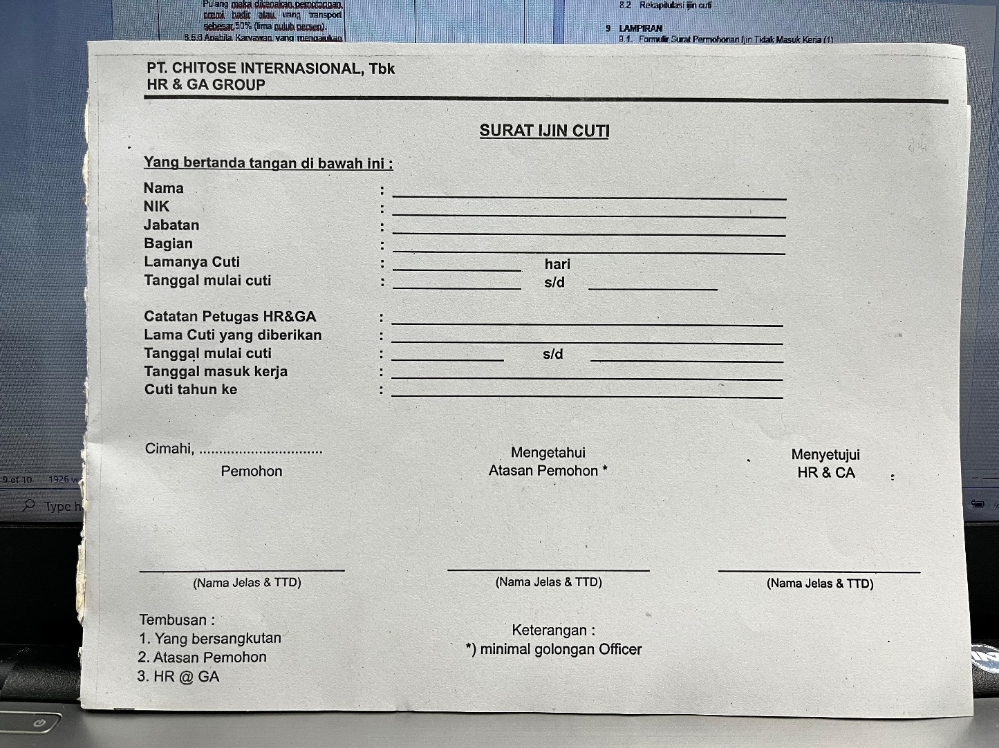 Pulang maka dikenakan pemotongan
premi hadir atau uang transport
sebesar 50% (lima puluh persen).
6.5.8 Apabila Karyawan yang mengajukan
8.2 Rekapitulasi ijin cuti
9 LAMPIRAN
9.1. Formulir Surat Permohonan Ijin Tidak Masuk Kerja (1)
PT. CHITOSE INTERNASIONAL, Tbk
HR & GA GROUP
SURAT IJIN CUTI
Yang bertanda tangan di bawah ini :
Nama :
NIK :
Jabatan :
Bagian :
Lamanya Cuti : hari
Tanggal mulai cuti : s/d
Catatan Petugas HR&GA :
Lama Cuti yang diberikan :
Tanggal mulai cuti : s/d
Tanggal masuk kerja :
Cuti tahun ke :
Cimahi, ...............................
Pemohon
Mengetahui
Atasan Pemohon *
Menyetujui
HR & CA
(Nama Jelas & TTD) (Nama Jelas & TTD) (Nama Jelas & TTD)
Tembusan :
1. Yang bersangkutan
2. Atasan Pemohon
3. HR @ GA
Keterangan :
*) minimal golongan Officer
9 of 10 1926 w
Type h